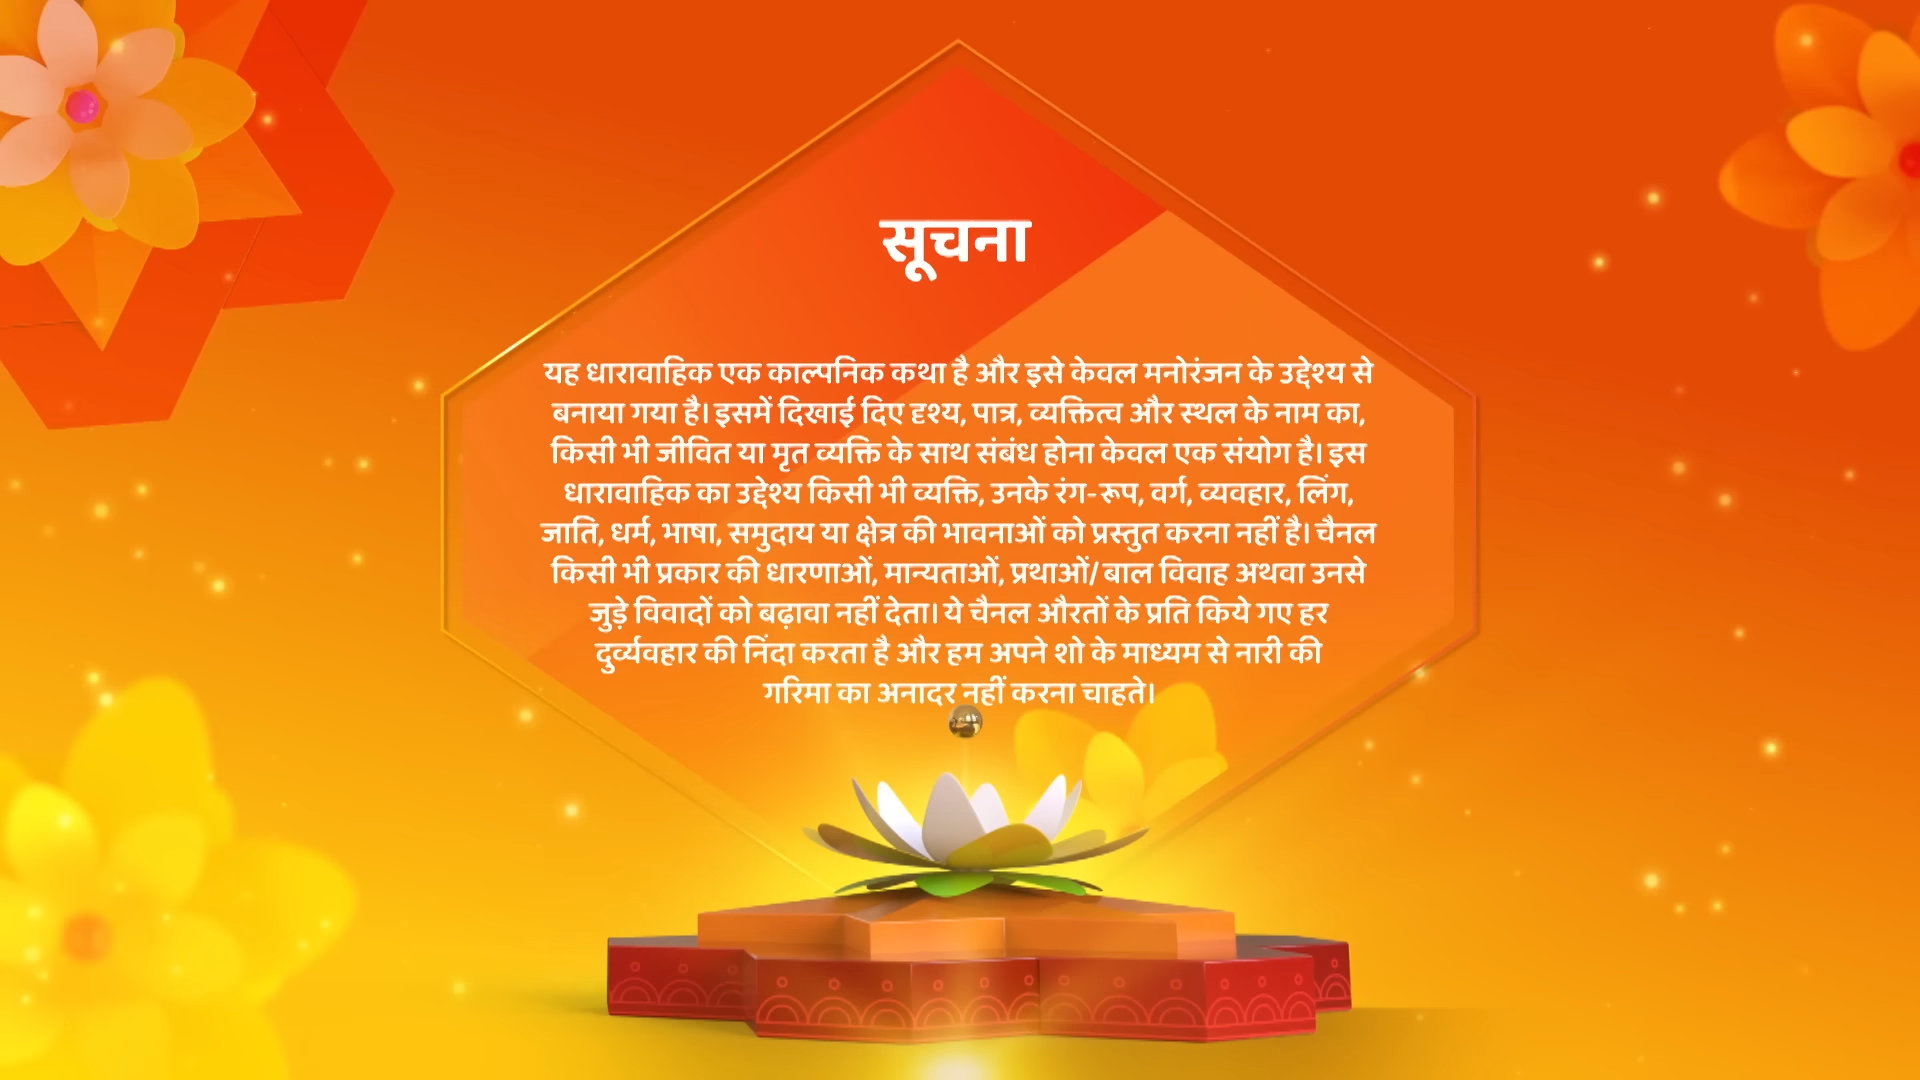 सूचना
यह धारावाहिक एक काल्पनिक कथा है और इसे केवल मनोरंजन के उद्देश्य से
बनाया गया है। इसमें दिखाई दिए दृश्य, पात्र, व्यक्तित्व और स्थल के नाम का,
किसी भी जीवित या मृत व्यक्ति के साथ संबंध होना केवल एक संयोग है। इस
धारावाहिक का उद्देश्य किसी भी व्यक्ति, उनके रंग-रूप, वर्ग, व्यवहार, लिंग,
जाति, धर्म, भाषा, समुदाय या क्षेत्र की भावनाओं को प्रस्तुत करना नहीं है। चैनल
किसी भी प्रकार की धारणाओं, मान्यताओं, प्रथाओं/ बाल विवाह अथवा उनसे
जुड़े विवादों को बढ़ावा नहीं देता। ये चैनल औरतों के प्रति किये गए हर
दुर्व्यवहार की निंदा करता है और हम अपने शो के माध्यम से नारी की
गरिमा का अनादर नहीं करना चाहते।